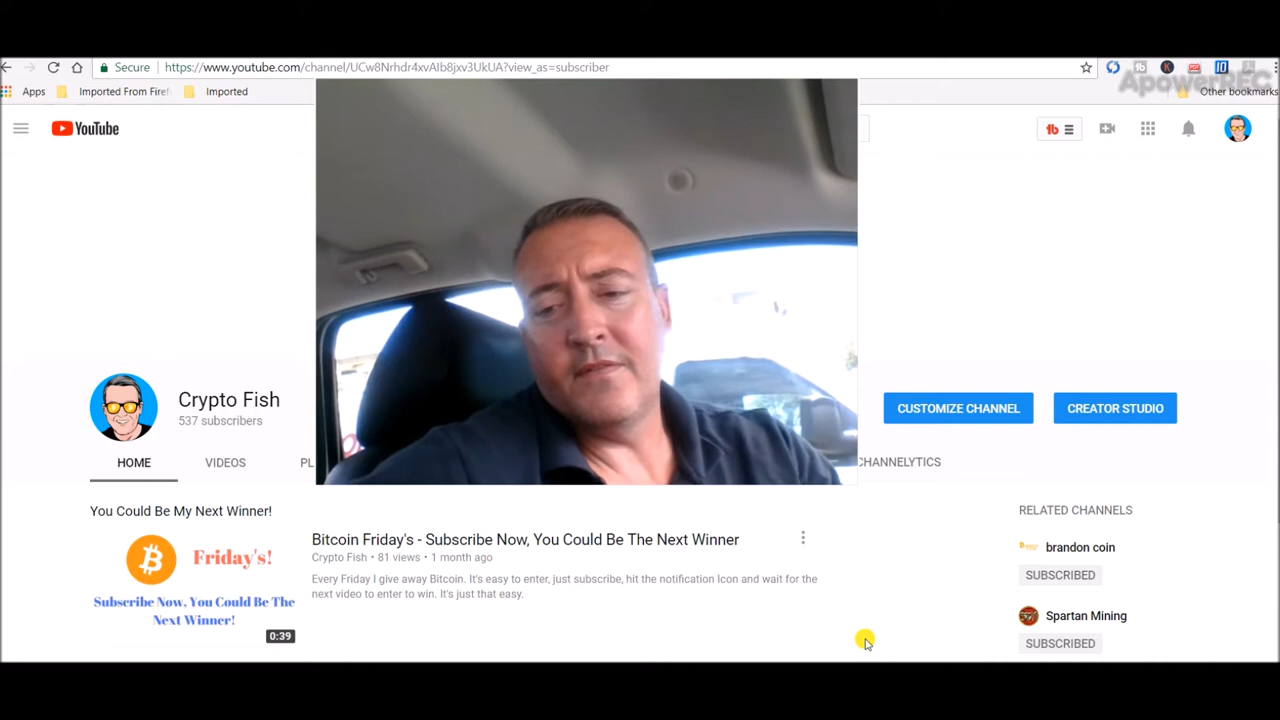 Secure
https://www.youtube.com/channel/UCw8Nrhdr4xvAIb8jxv3UkUA?view_as=subscriber
ApowerREC
Apps
Imported From Firef
Imported
Other bookmarks
YouTube
Crypto Fish
537 subscribers
CUSTOMIZE CHANNEL
CREATOR STUDIO
HOME
VIDEOS
PL
CHANNELYTICS
You Could Be My Next Winner!
Friday's!
Subscribe Now, You Could Be The
Next Winner!
0:39
Bitcoin Friday's - Subscribe Now, You Could Be The Next Winner
Crypto Fish • 81 views • 1 month ago
Every Friday I give away Bitcoin. It's easy to enter, just subscribe, hit the notification Icon and wait for the
next video to enter to win. It's just that easy.
RELATED CHANNELS
brandon coin
SUBSCRIBED
Spartan Mining
SUBSCRIBED